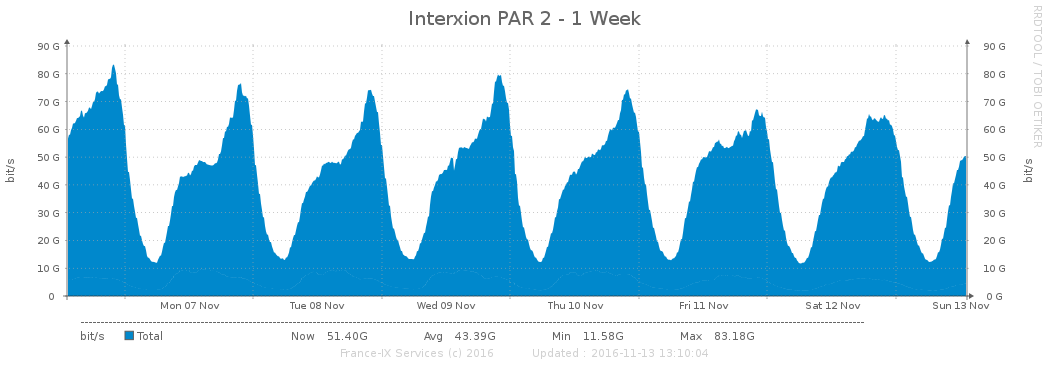 Interxion PAR 2 - 1 Week
RRDTOOL / TOBI OETIKER
90 G 90 G
80 G 80 G
70 G 70 G
60 G 60 G
50 G 50 G
40 G 40 G
30 G 30 G
20 G 20 G
10 G 10 G
0 0 G
bit/s bit/s
Mon 07 Nov Tue 08 Nov Wed 09 Nov Thu 10 Nov Fri 11 Nov Sat 12 Nov Sun 13 Nov
bit/s Total Now 51.40G Avg 43.39G Min 11.58G Max 83.18G
France-IX Services (c) 2016 Updated : 2016-11-13 13:10:04